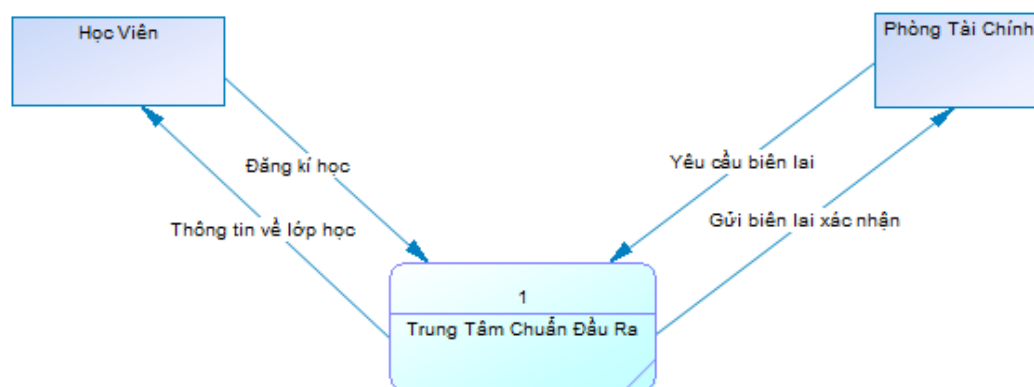 Học Viên
Phòng Tài Chính
Đăng kí học
Yêu cầu biên lai
Thông tin về lớp học
Gửi biên lai xác nhận
1
Trung Tâm Chuẩn Đầu Ra